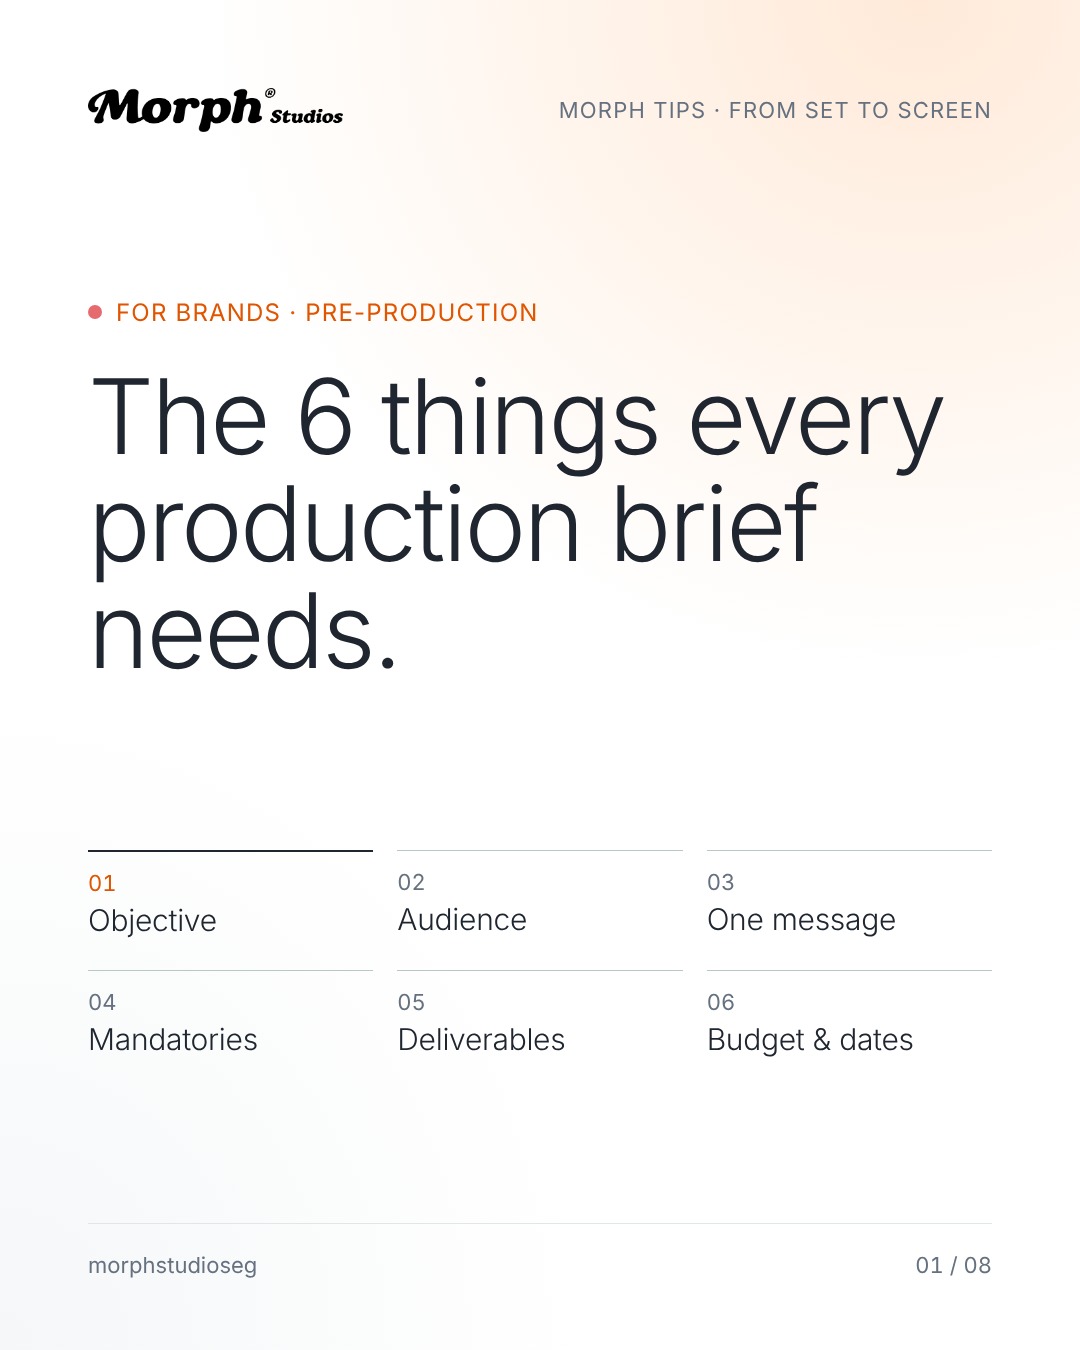 Morph® Studios
MORPH TIPS · FROM SET TO SCREEN
FOR BRANDS · PRE-PRODUCTION
The 6 things every
production brief
needs.
01
Objective
02
Audience
03
One message
04
Mandatories
05
Deliverables
06
Budget & dates
morphstudioseg
01 / 08